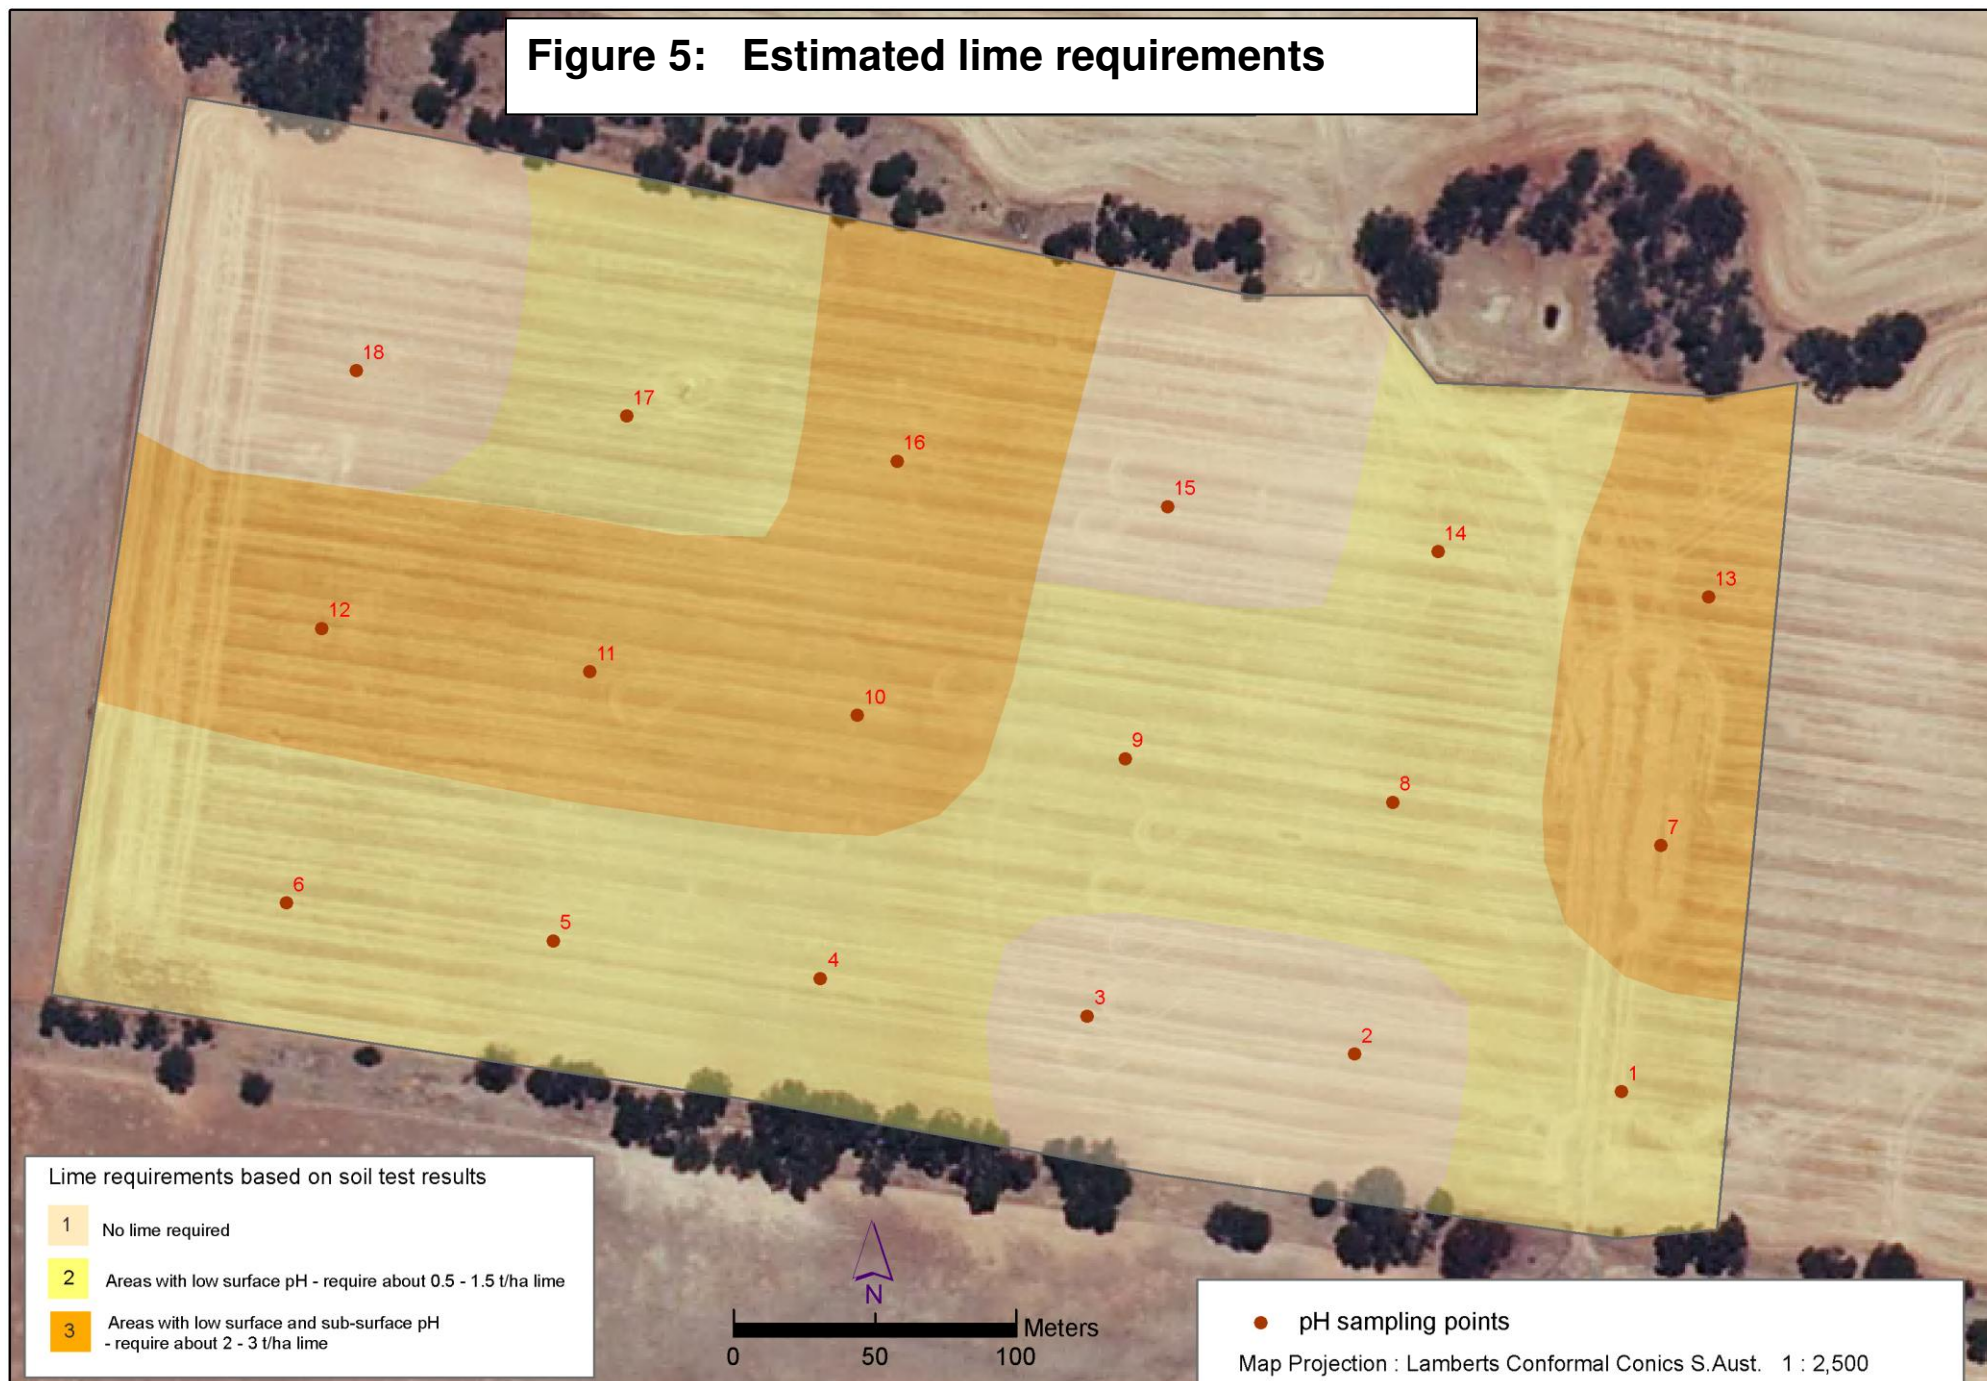 Figure 5: Estimated lime requirements
18
17
16
15
14
13
12
11
10
9
8
7
6
5
4
3
2
1
Lime requirements based on soil test results
1 No lime required
2 Areas with low surface pH - require about 0.5 - 1.5 t/ha lime
3 Areas with low surface and sub-surface pH
- require about 2 - 3 t/ha lime
N
Meters
0 50 100
pH sampling points
Map Projection : Lamberts Conformal Conics S.Aust. 1 : 2,500